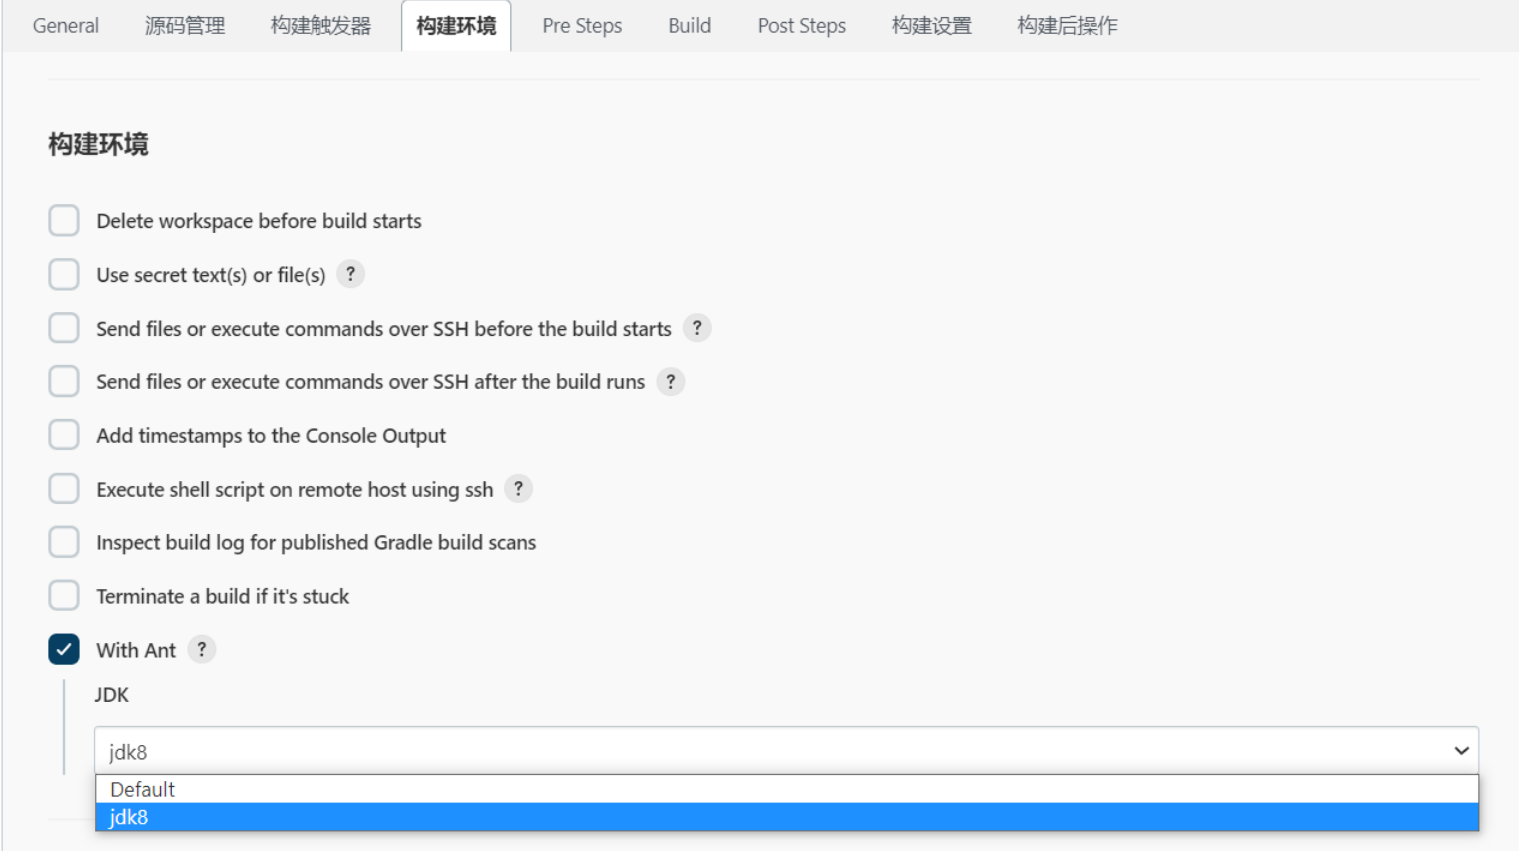 General 源码管理 构建触发器 构建环境 Pre Steps Build Post Steps 构建设置 构建后操作
构建环境
Delete workspace before build starts
Use secret text(s) or file(s) ?
Send files or execute commands over SSH before the build starts ?
Send files or execute commands over SSH after the build runs ?
Add timestamps to the Console Output
Execute shell script on remote host using ssh ?
Inspect build log for published Gradle build scans
Terminate a build if it's stuck
With Ant ?
JDK
jdk8
Default
jdk8